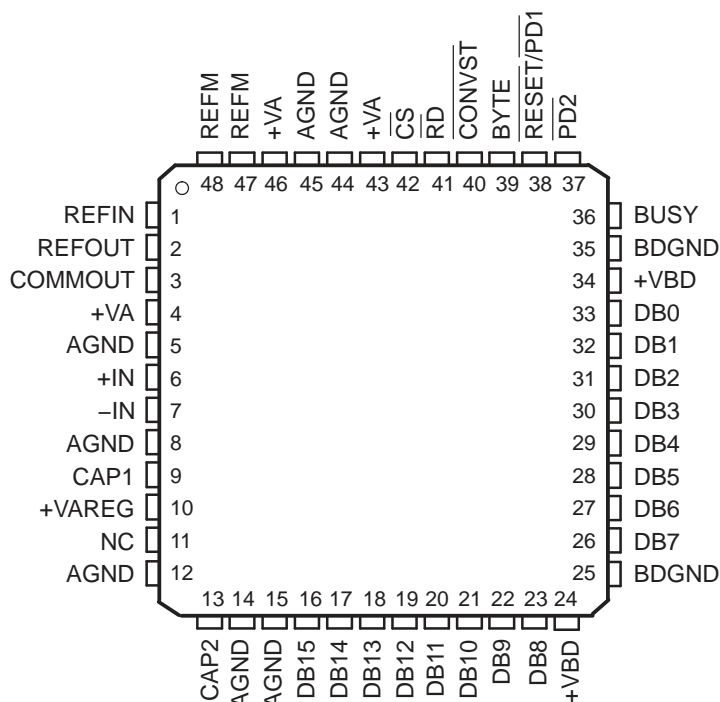 REFM
REFM
+VA
AGND
AGND
+VA
CS
RD
CONVST
BYTE
RESET/PD1
PD2
48 47 46 45 44 43 42 41 40 39 38 37
REFIN 1 36 BUSY
REFOUT 2 35 BDGND
COMMOUT 3 34 +VBD
+VA 4 33 DB0
AGND 5 32 DB1
+IN 6 31 DB2
–IN 7 30 DB3
AGND 8 29 DB4
CAP1 9 28 DB5
+VAREG 10 27 DB6
NC 11 26 DB7
AGND 12 25 BDGND
13 14 15 16 17 18 19 20 21 22 23 24
CAP2
AGND
AGND
DB15
DB14
DB13
DB12
DB11
DB10
DB9
DB8
+VBD